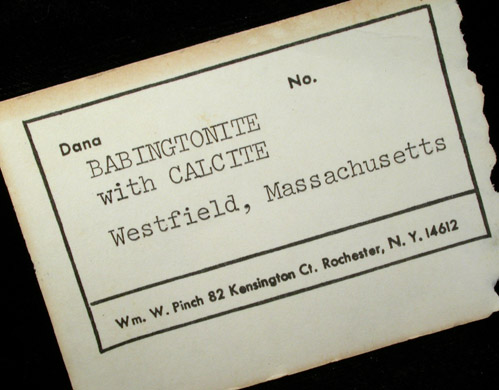 No.
Dana
BABINGTONITE
with CALCITE
Westfield, Massachusetts
Wm. W. Pinch 82 Kensington Ct. Rochester, N. Y. 14612